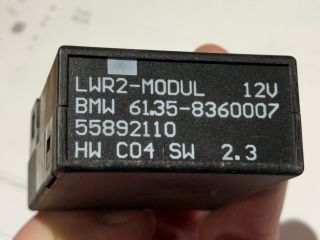 LWR2-MODUL 12V
BMW 61.35-8360007
55892110
HW C04 SW 2.3